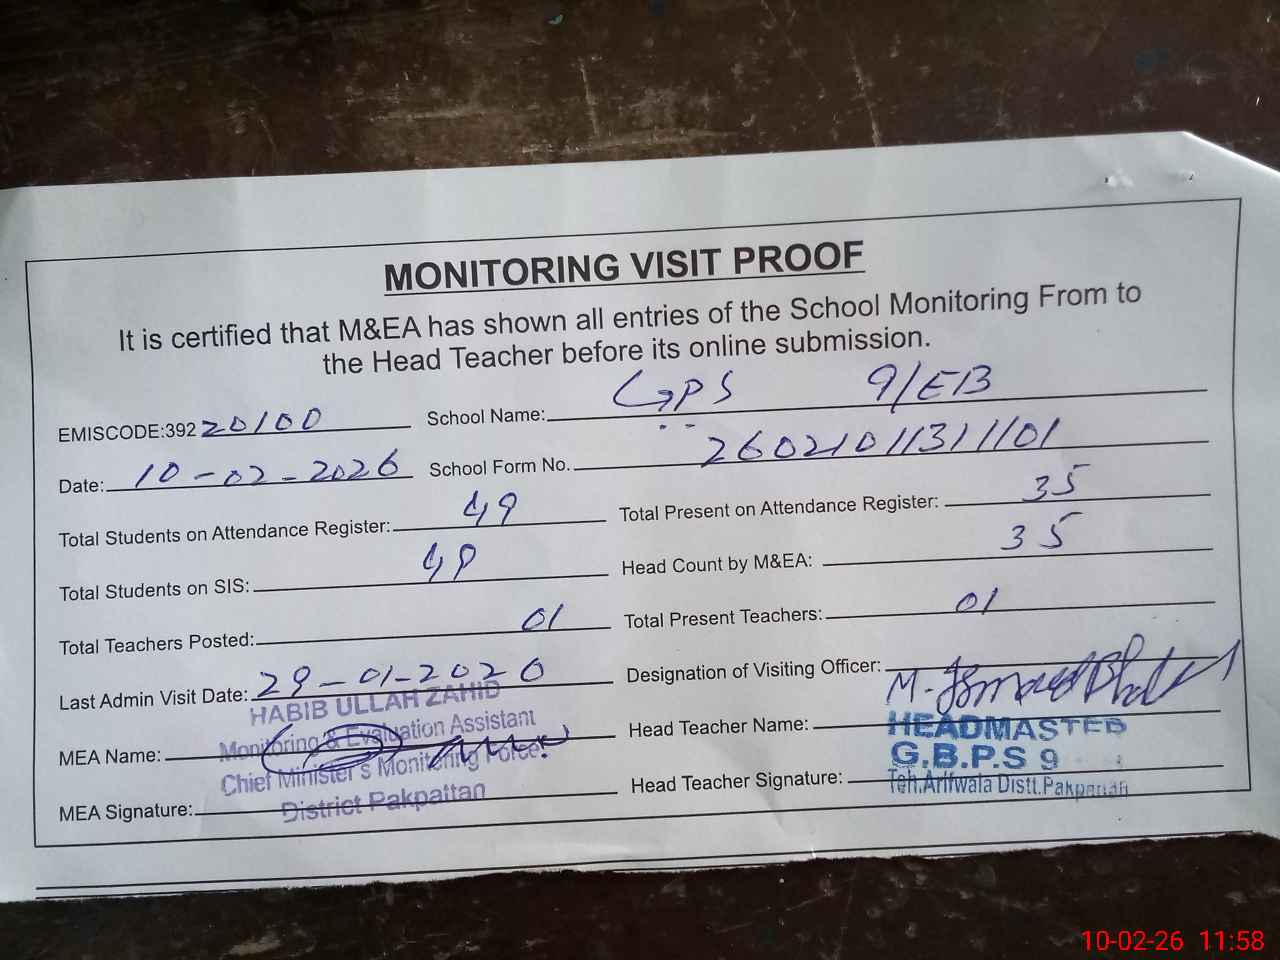 MONITORING VISIT PROOF
It is certified that M&EA has shown all entries of the School Monitoring From to
the Head Teacher before its online submission.
EMISCODE:392 20100 School Name: GPS 9/EB
Date: 10-02-2026 School Form No. 26021011311101
Total Students on Attendance Register: 49 Total Present on Attendance Register: 35
Total Students on SIS: 49 Head Count by M&EA: 35
Total Teachers Posted: 01 Total Present Teachers: 01
Last Admin Visit Date: 29-01-2020 Designation of Visiting Officer:
HABIB ULLAH ZAHID
MEA Name: Monitoring & Evaluation Assistant Head Teacher Name: HEADMASTER
Chief Minister's Monitoring Force G.B.P.S 9
MEA Signature: District Pakpattan Head Teacher Signature: Teh.Arifwala Distt.Pakpattan
10-02-26 11:58